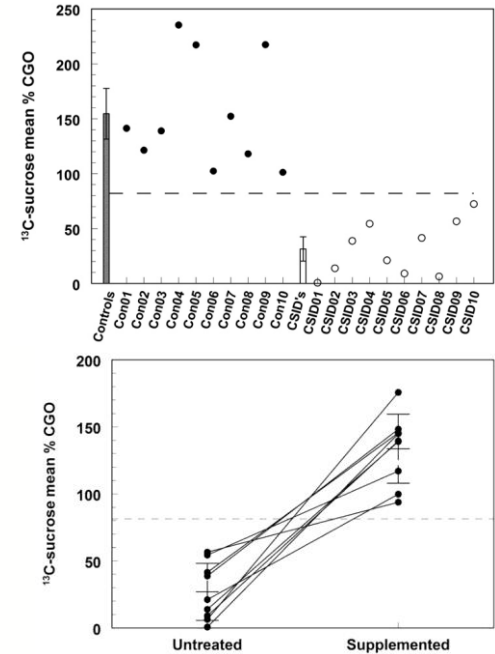 250
200
150
100
50
0
¹³C-sucrose mean % CGO
Controls
Con01
Con02
Con03
Con04
Con05
Con06
Con07
Con08
Con09
Con10
CSID's
CSID01
CSID02
CSID03
CSID04
CSID05
CSID06
CSID07
CSID08
CSID09
CSID10
200
150
100
50
0
¹³C-sucrose mean % CGO
Untreated
Supplemented